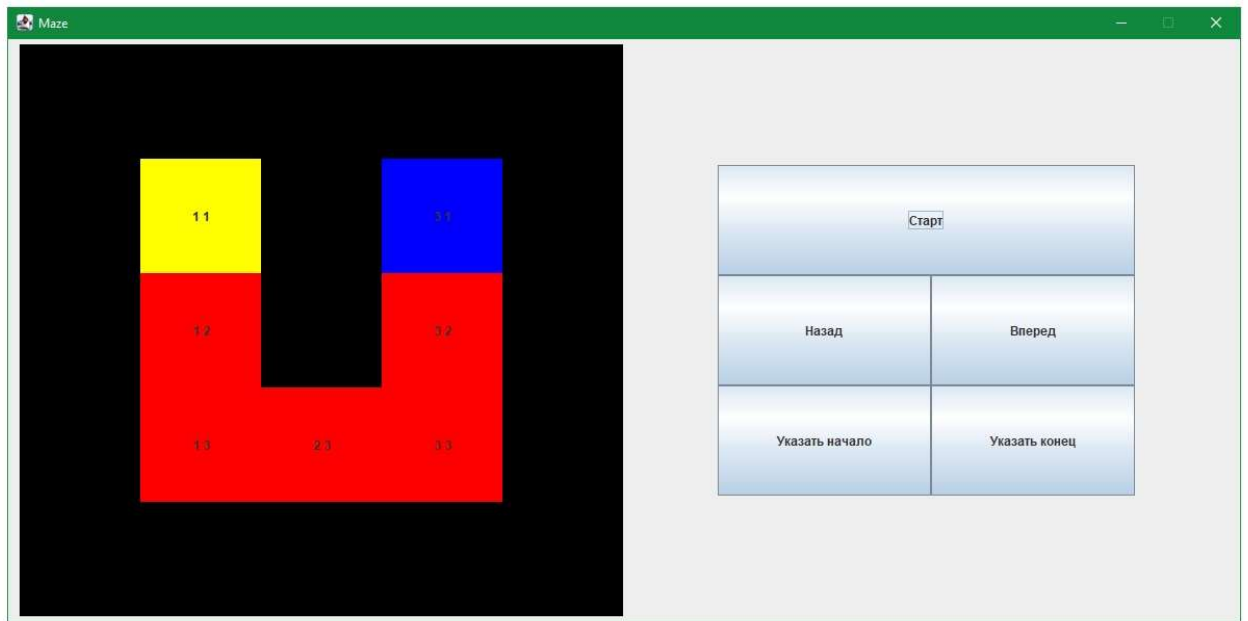 Maze
1 1
3 1
1 2
3 2
1 3
2 3
3 3
Старт
Назад
Вперед
Указать начало
Указать конец